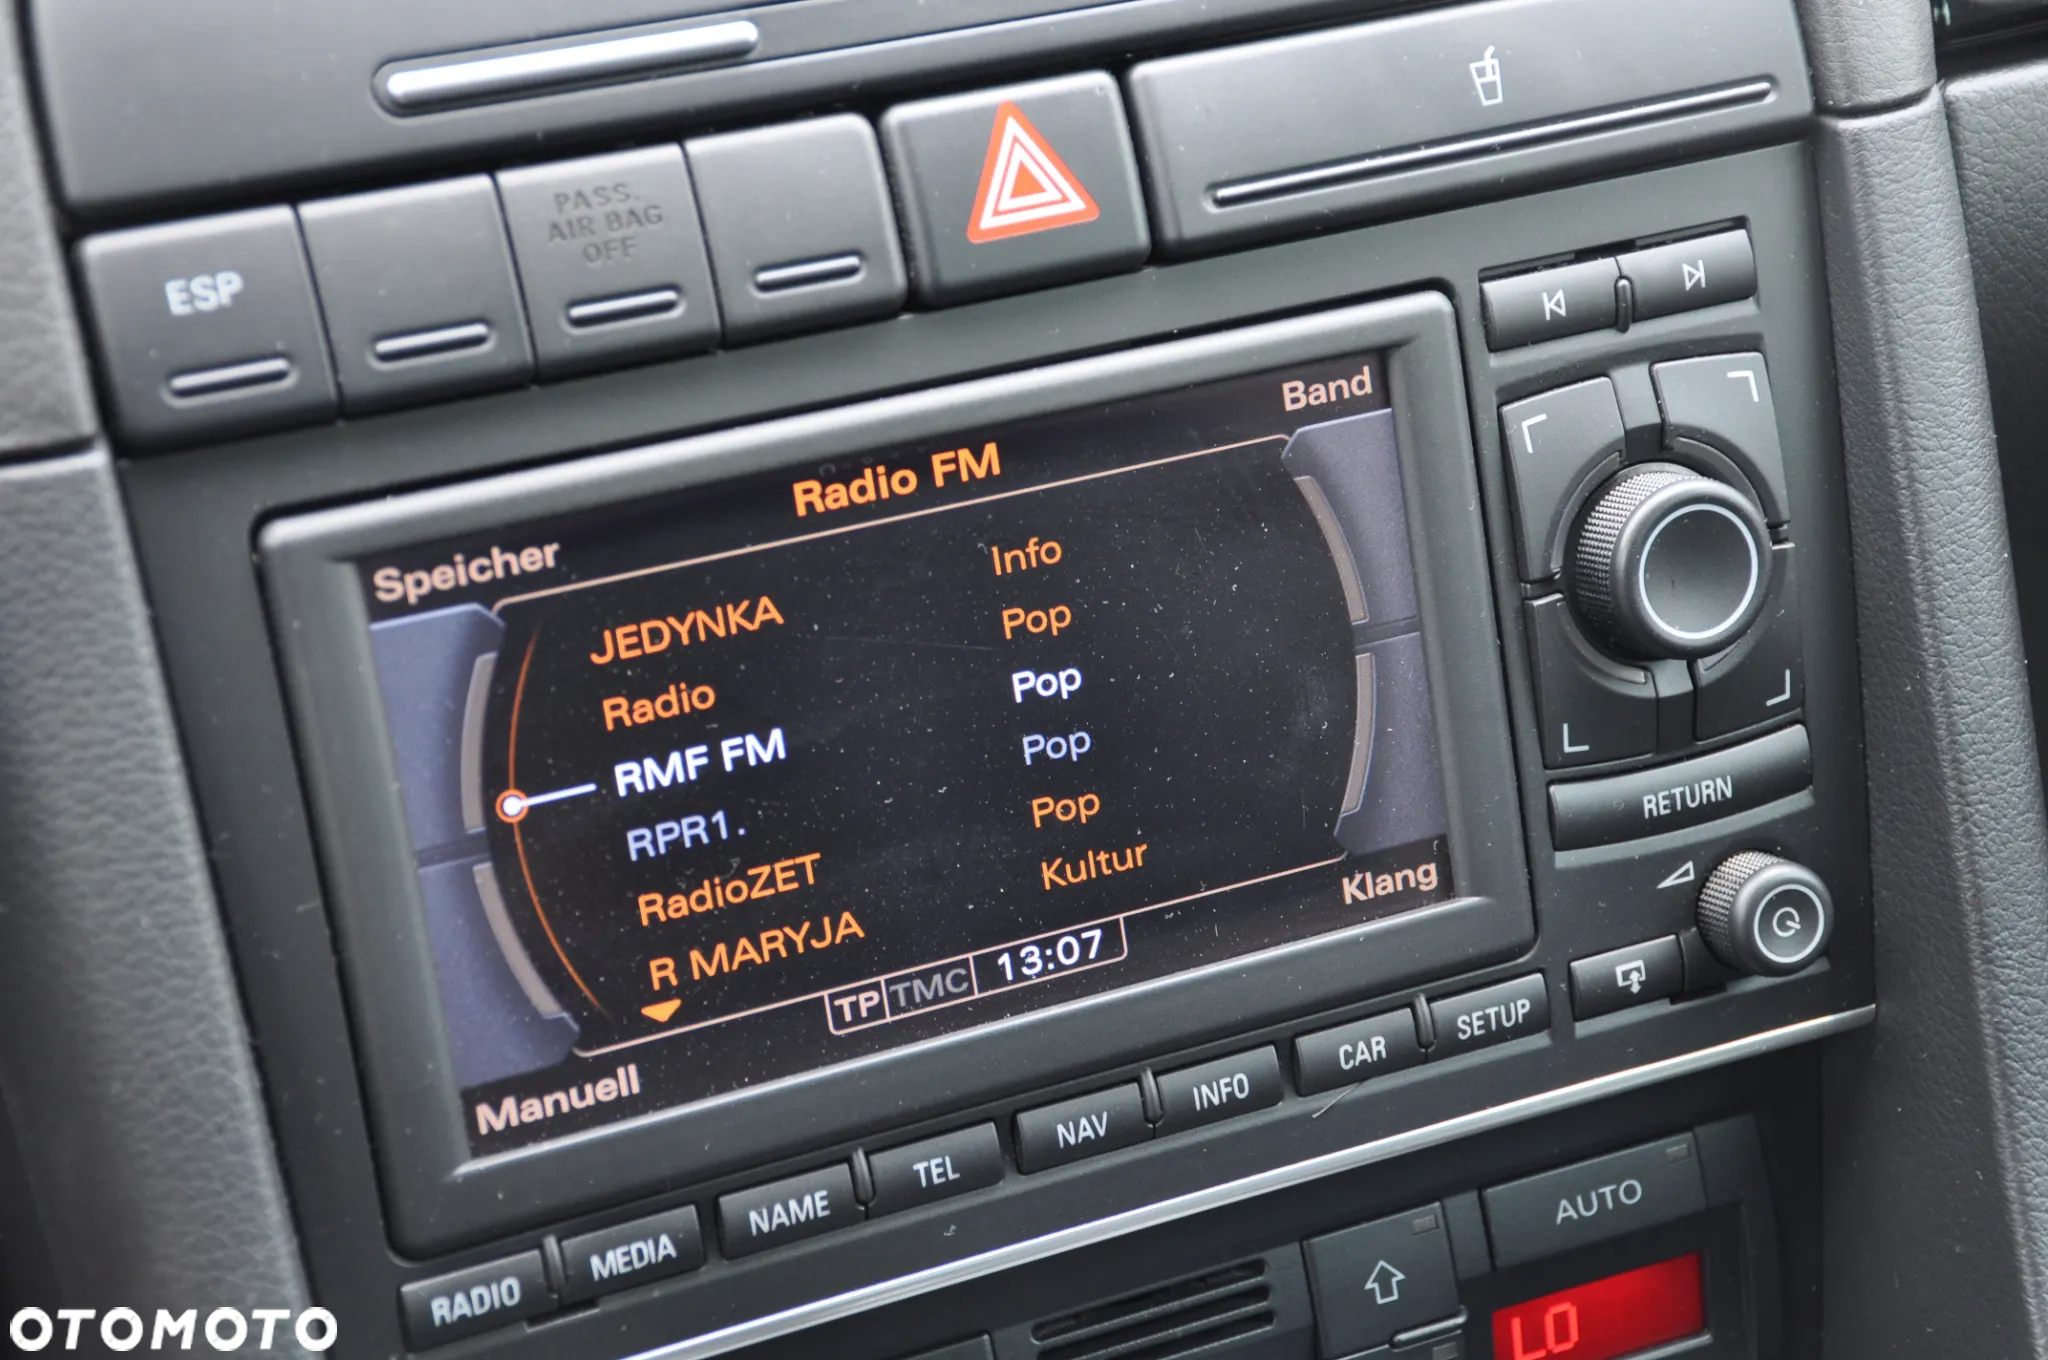 PASS.
AIR BAG
OFF
ESP
Band
Radio FM
Speicher
Info
JEDYNKA Pop
Radio Pop
RMF FM Pop
RPR1. Pop
RadioZET Kultur
R MARYJA
Klang
TP TMC 13:07
Manuell
RETURN
RADIO MEDIA NAME TEL NAV INFO CAR SETUP
AUTO
LO
OTOMOTO